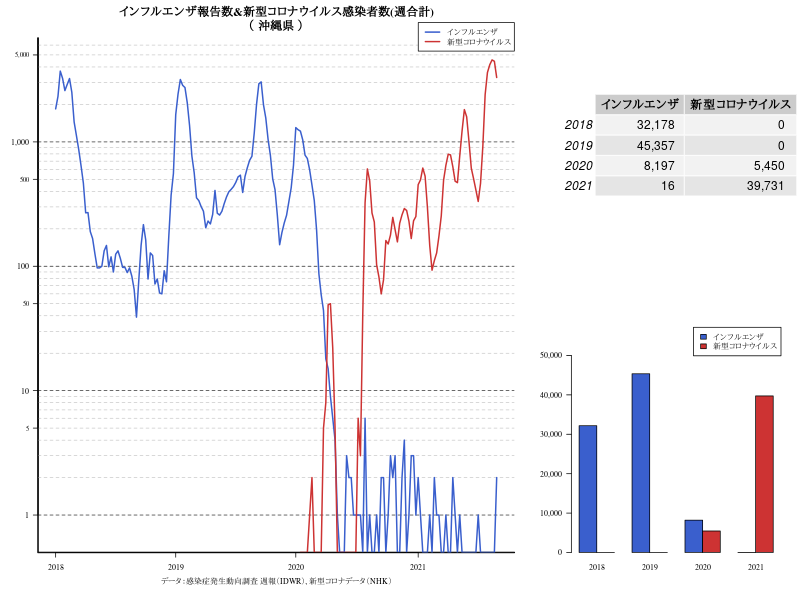 インフルエンザ報告数&新型コロナウイルス感染者数(週合計)
( 沖縄県 )
インフルエンザ
新型コロナウイルス
5,000
1,000
500
100
50
10
5
1
2018 2019 2020 2021
データ:感染症発生動向調査 週報(IDWR)、新型コロナデータ(NHK)
インフルエンザ 新型コロナウイルス
2018 32,178 0
2019 45,357 0
2020 8,197 5,450
2021 16 39,731
インフルエンザ
新型コロナウイルス
50,000
40,000
30,000
20,000
10,000
0
2018 2019 2020 2021